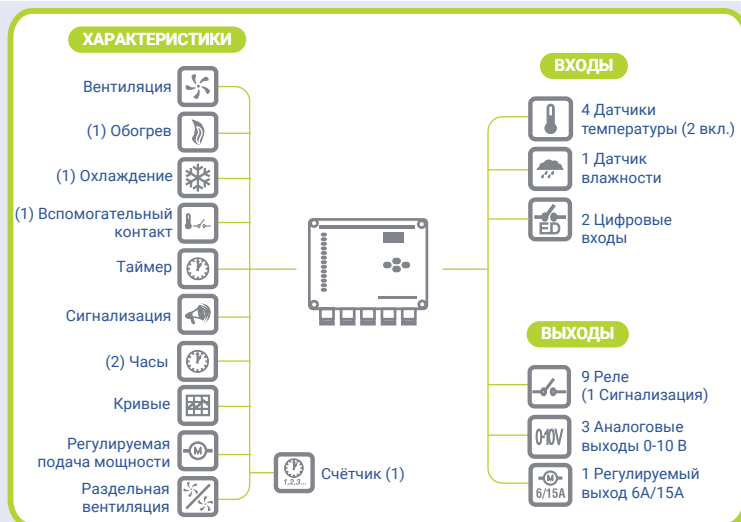 ХАРАКТЕРИСТИКИ
Вентиляция
(1) Обогрев
(1) Охлаждение
(1) Вспомогательный
контакт
Таймер
Сигнализация
(2) Часы
Кривые
Регулируемая
подача мощности
Раздельная
вентиляция
M
1,2,3...
Счётчик (1)
ВХОДЫ
4 Датчики
температуры (2 вкл.)
1 Датчик
влажности
ED
2 Цифровые
входы
ВЫХОДЫ
9 Реле
(1 Сигнализация)
0-10V
3 Аналоговые
выходы 0-10 В
M
6/15A
1 Регулируемый
выход 6А/15А